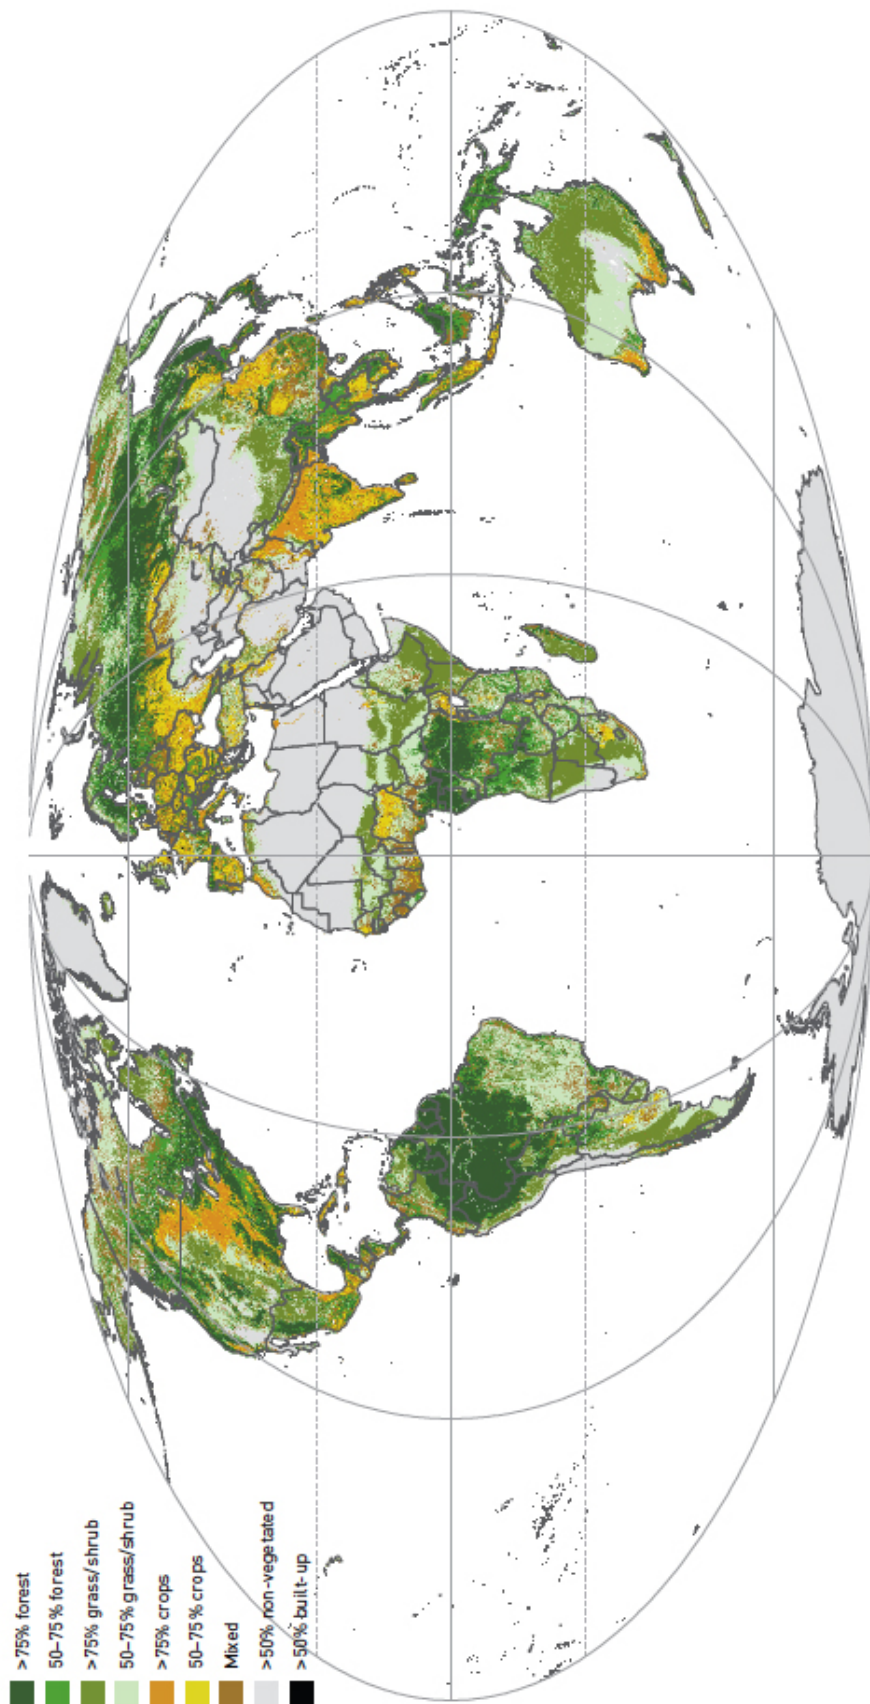 >75% forest
50–75% forest
>75% grass/shrub
50–75% grass/shrub
>75% crops
50–75% crops
Mixed
>50% non-vegetated
>50% built-up